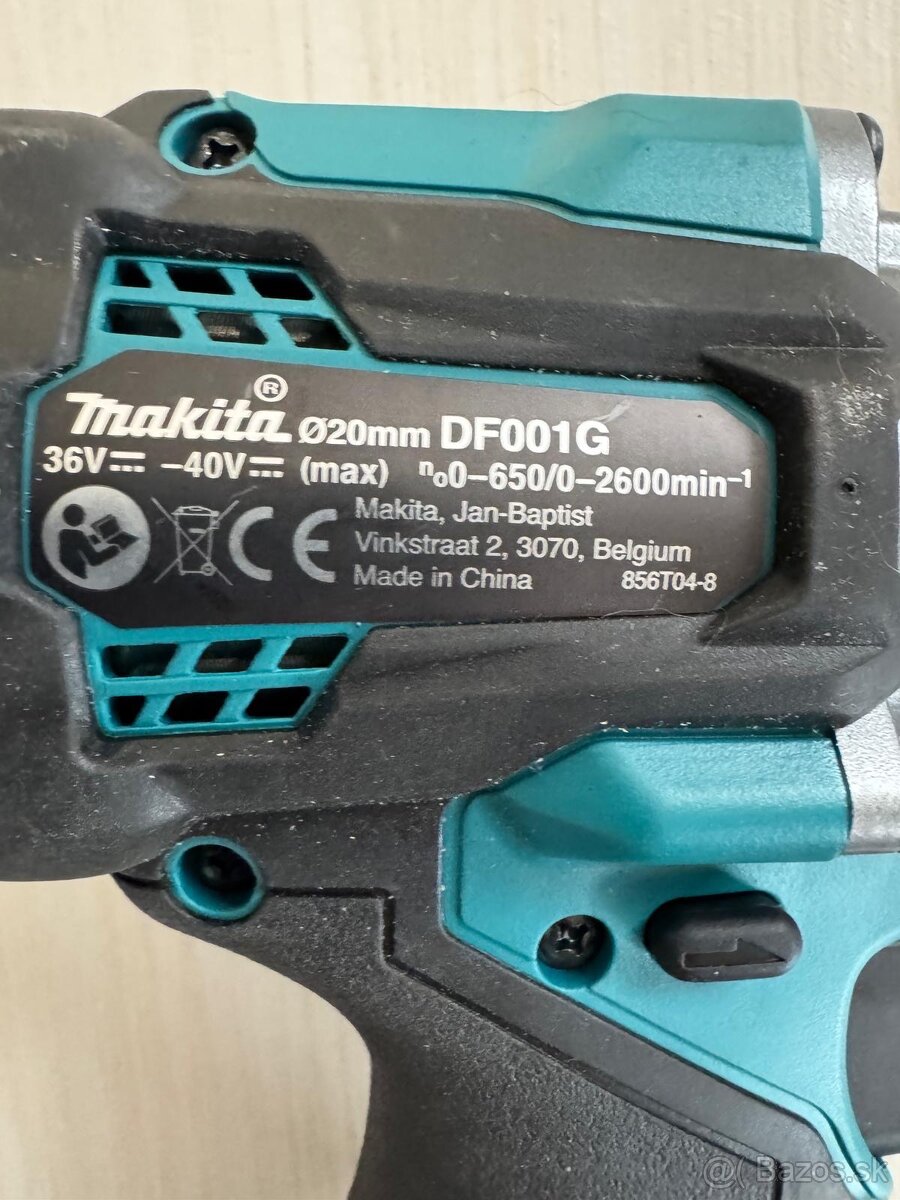 Makita® Ø20mm DF001G
36V⎓ –40V⎓ (max) n₀0–650/0–2600min⁻¹
Makita, Jan-Baptist
Vinkstraat 2, 3070, Belgium
Made in China 856T04-8
CE
@ Bazos.sk